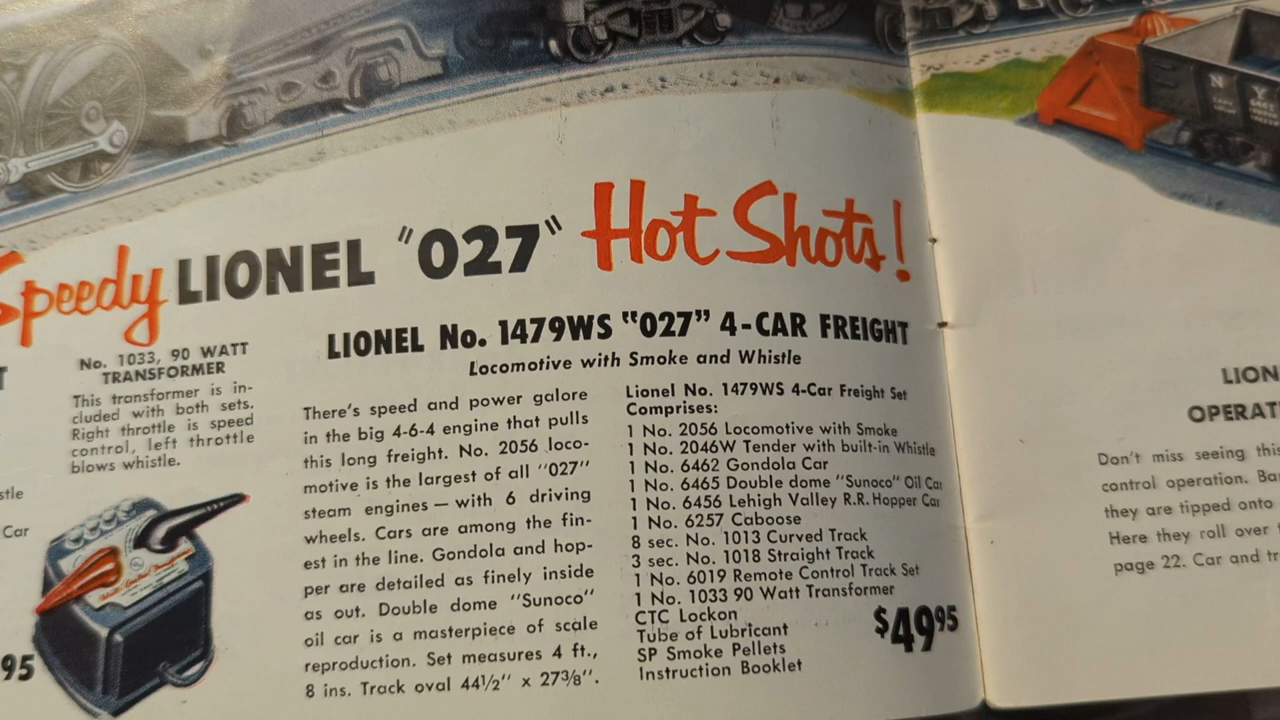 N Y
Speedy LIONEL "027" Hot Shots!
No. 1033, 90 WATT
TRANSFORMER
This transformer is in-
cluded with both sets.
Right throttle is speed
control, left throttle
blows whistle.
Car
95
LIONEL No. 1479WS "027" 4-CAR FREIGHT
Locomotive with Smoke and Whistle
There's speed and power galore
in the big 4-6-4 engine that pulls
this long freight. No. 2056 loco-
motive is the largest of all "027"
steam engines — with 6 driving
wheels. Cars are among the fin-
est in the line. Gondola and hop-
per are detailed as finely inside
as out. Double dome "Sunoco"
oil car is a masterpiece of scale
reproduction. Set measures 4 ft.,
8 ins. Track oval 44½" x 27⅜".
Lionel No. 1479WS 4-Car Freight Set
Comprises:
1 No. 2056 Locomotive with Smoke
1 No. 2046W Tender with built-in Whistle
1 No. 6462 Gondola Car
1 No. 6465 Double dome "Sunoco" Oil Car
1 No. 6456 Lehigh Valley R.R. Hopper Car
1 No. 6257 Caboose
8 sec. No. 1013 Curved Track
3 sec. No. 1018 Straight Track
1 No. 6019 Remote Control Track Set
1 No. 1033 90 Watt Transformer
CTC Lockon
Tube of Lubricant
SP Smoke Pellets
Instruction Booklet
$49 95
LION
OPERAT
Don't miss seeing this
control operation. Ba
they are tipped onto
Here they roll over
page 22. Car and tr